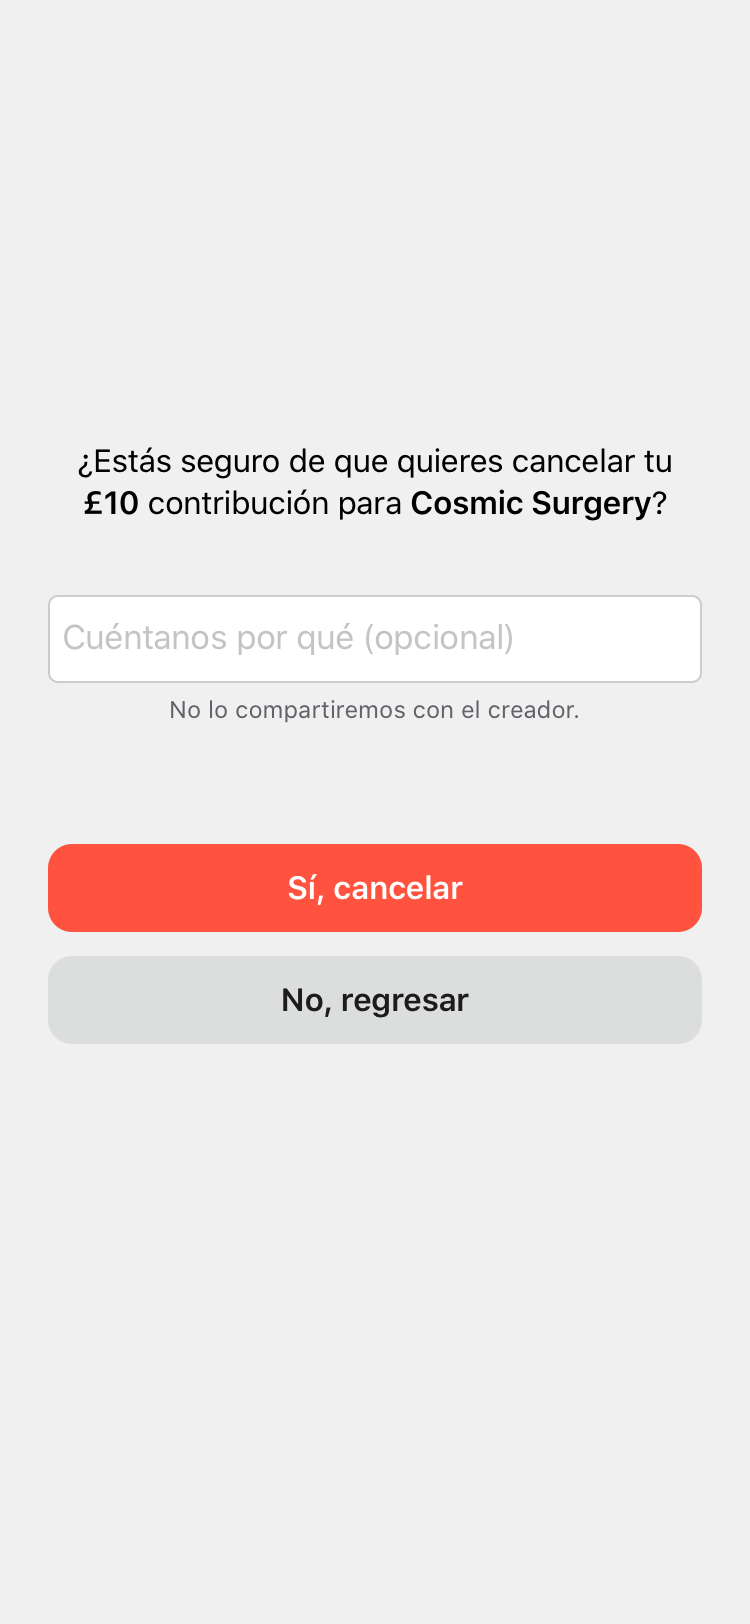 ¿Estás seguro de que quieres cancelar tu
£10 contribución para Cosmic Surgery?
Cuéntanos por qué (opcional)
No lo compartiremos con el creador.
Sí, cancelar
No, regresar